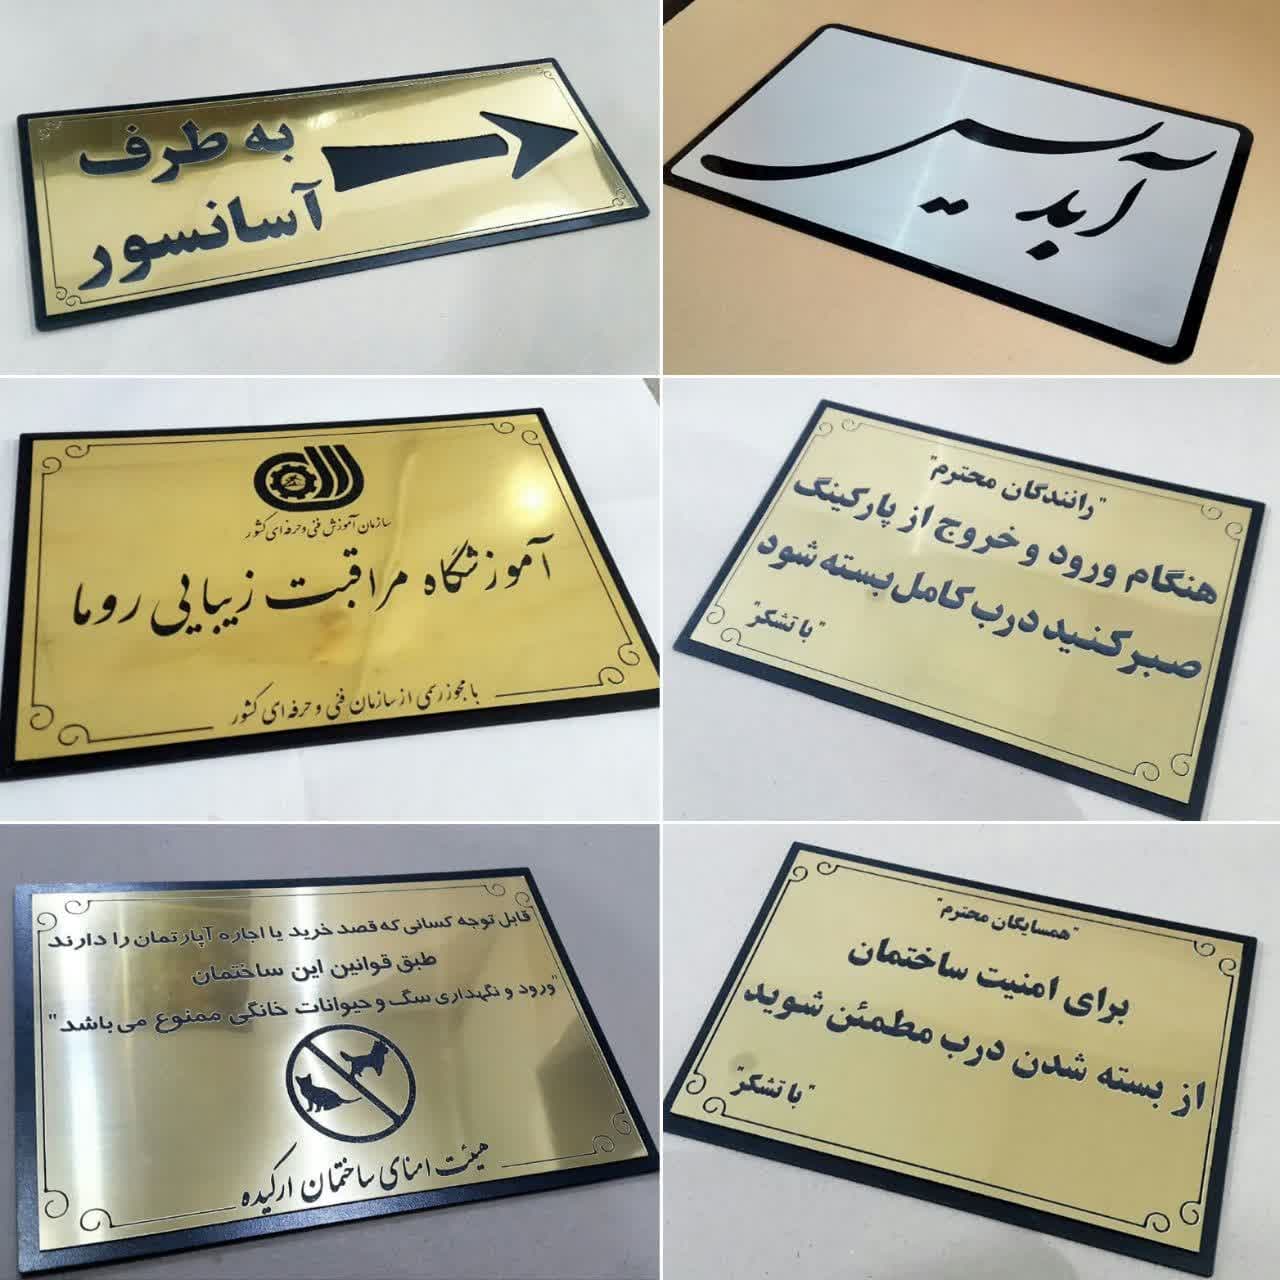 به طرف
آسانسور
آبدیس
سازمان آموزش فنی و حرفه ای کشور
آموزشگاه مراقبت زیبایی روما
با مجوز رسمی از سازمان فنی و حرفه ای کشور
"رانندگان محترم"
هنگام ورود و خروج از پارکینگ
صبر کنید درب کامل بسته شود
"با تشکر"
قابل توجه کسانی که قصد خرید یا اجاره آپارتمان را دارند
طبق قوانین این ساختمان
"ورود و نگهداری سگ و حیوانات خانگی ممنوع می باشد"
هیئت امنای ساختمان ارکیده
"همسایگان محترم"
برای امنیت ساختمان
از بسته شدن درب مطمئن شوید
"با تشکر"